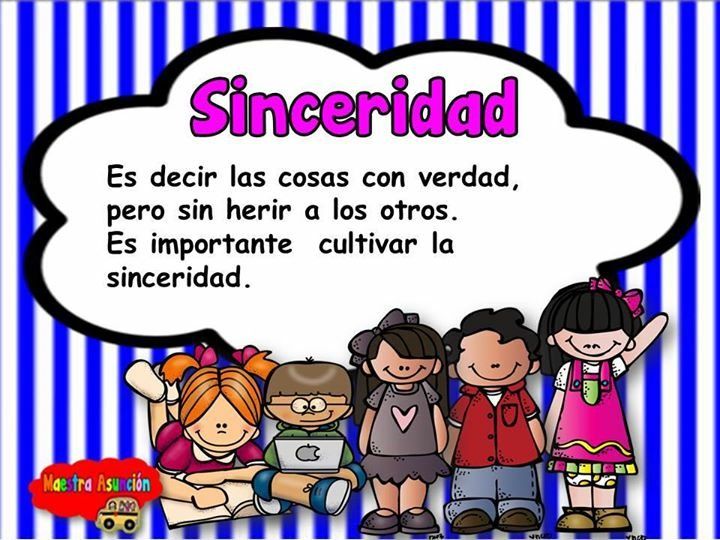 Sinceridad
Es decir las cosas con verdad,
pero sin herir a los otros.
Es importante cultivar la
sinceridad.
Maestra Asunción